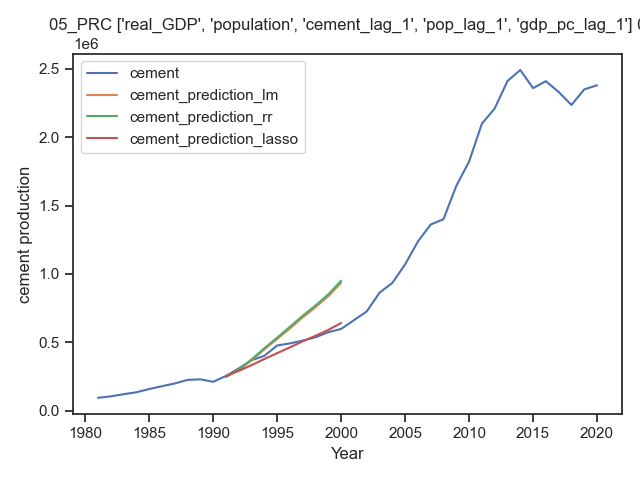 05_PRC ['real_GDP', 'population', 'cement_lag_1', 'pop_lag_1', 'gdp_pc_lag_1']
1e6
cement
cement_prediction_lm
cement_prediction_rr
cement_prediction_lasso
2.5
2.0
1.5
1.0
0.5
0.0
cement production
1980 1985 1990 1995 2000 2005 2010 2015 2020
Year